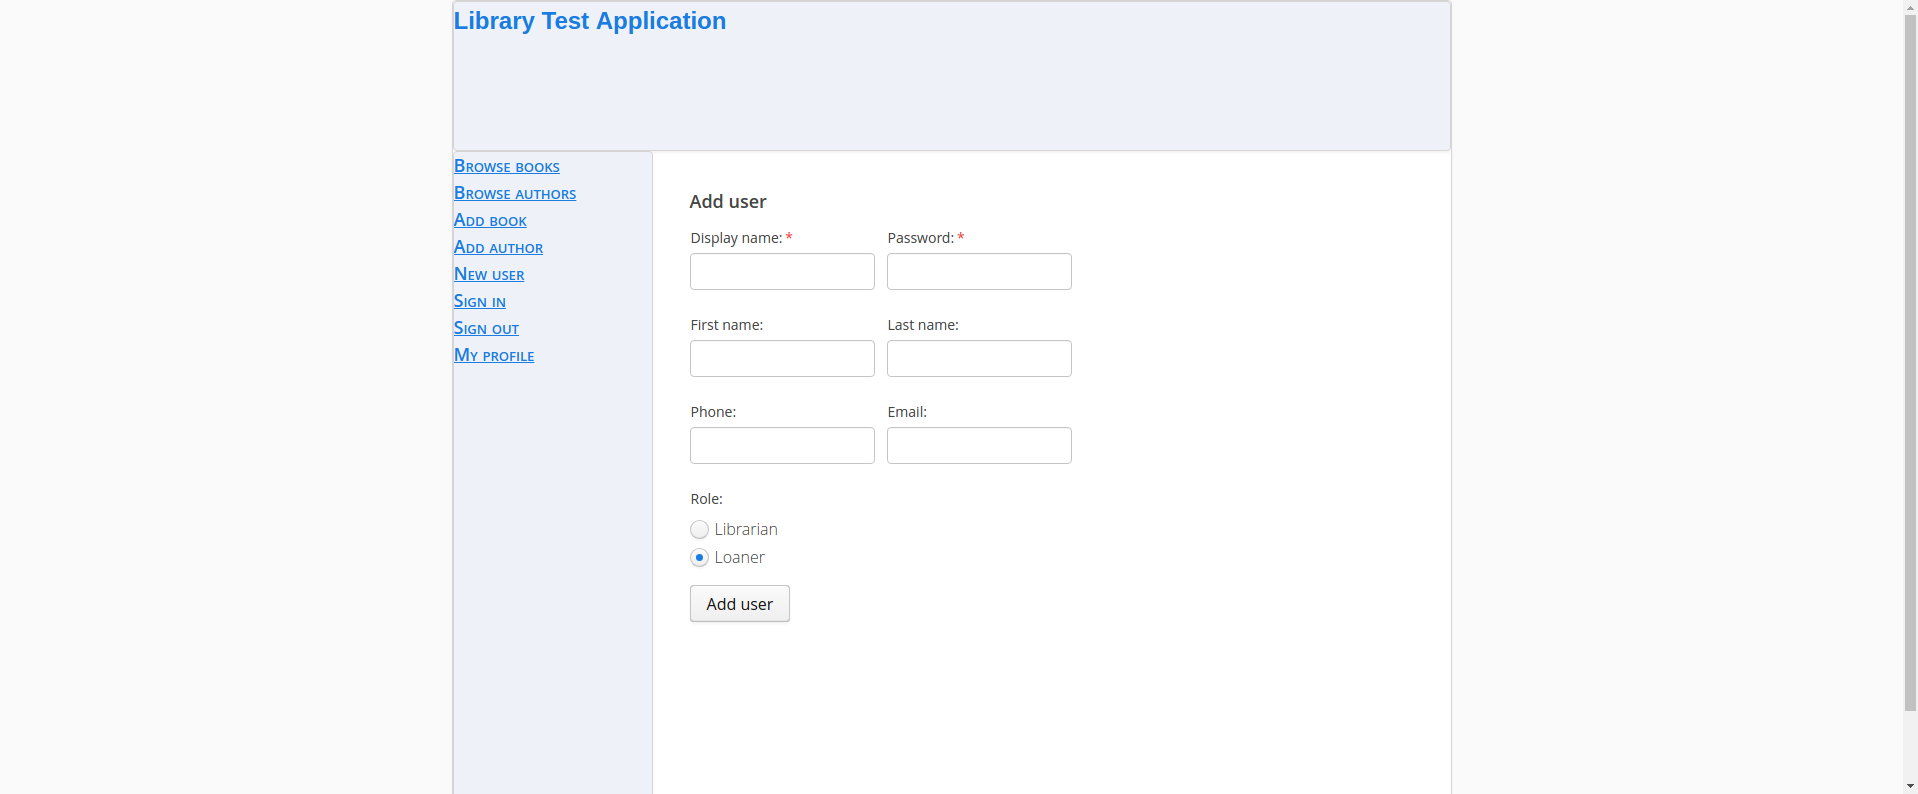 Library Test Application
Browse books
Browse authors
Add book
Add author
New user
Sign in
Sign out
My profile
Add user
Display name: * Password: *
First name: Last name:
Phone: Email:
Role:
Librarian
Loaner
Add user